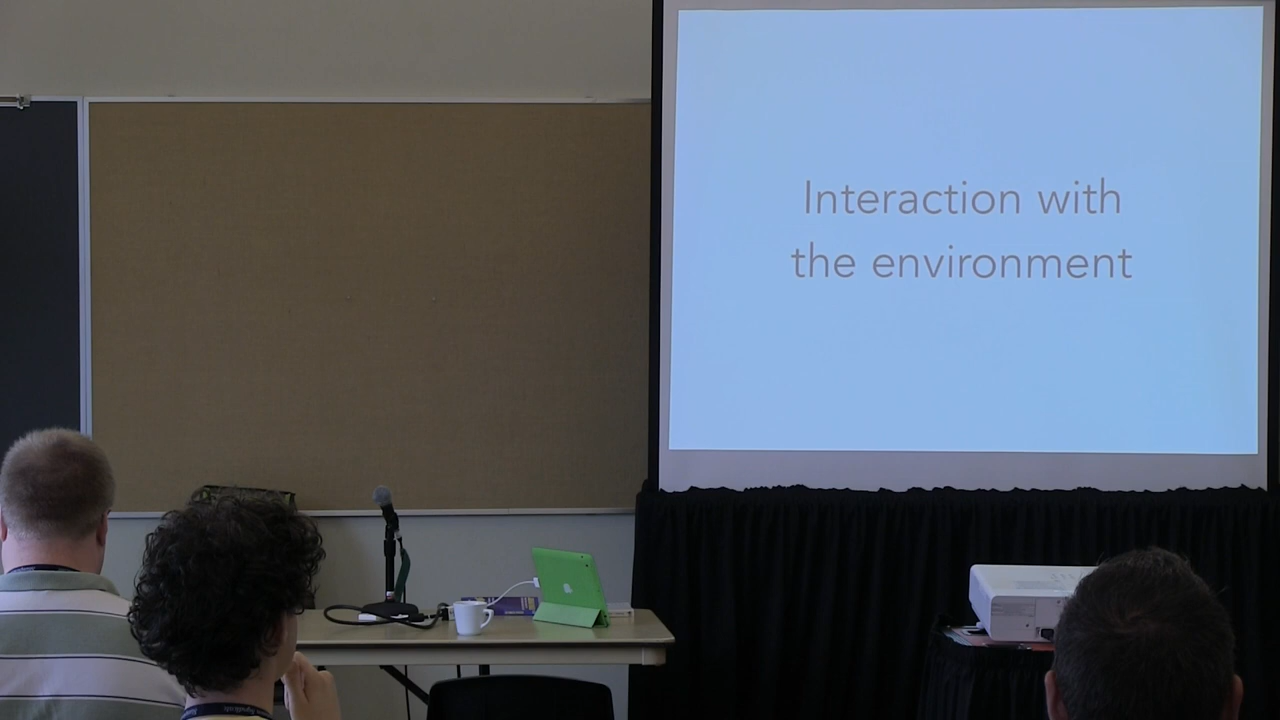 Interaction with
the environment